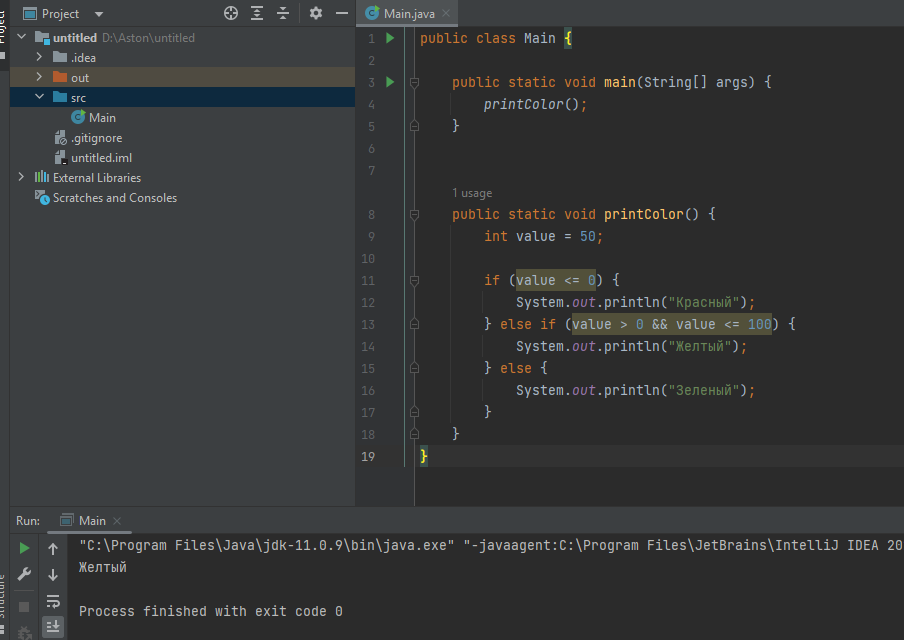 Project
Main.java
Project
untitled D:\Aston\untitled
.idea
out
src
Main
.gitignore
untitled.iml
External Libraries
Scratches and Consoles
1 public class Main {
2
3 public static void main(String[] args) {
4 printColor();
5 }
6
7
1 usage
8 public static void printColor() {
9 int value = 50;
10
11 if (value <= 0) {
12 System.out.println("Красный");
13 } else if (value > 0 && value <= 100) {
14 System.out.println("Желтый");
15 } else {
16 System.out.println("Зеленый");
17 }
18 }
19 }
Run: Main
"C:\Program Files\Java\jdk-11.0.9\bin\java.exe" "-javaagent:C:\Program Files\JetBrains\IntelliJ IDEA 20
Желтый
Process finished with exit code 0